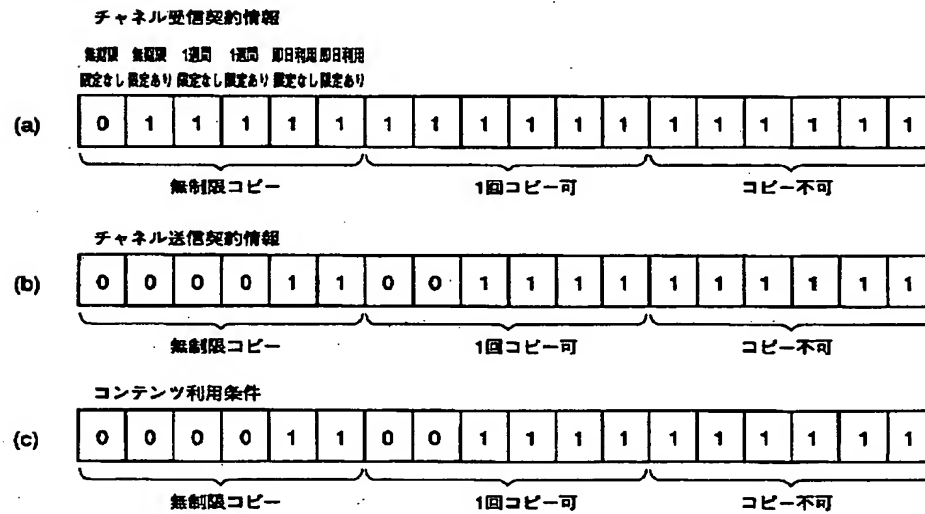 チャネル受信契約情報
無期限 無期限 1週間 1週間 即日利用 即日利用
限定なし 限定あり 限定なし 限定あり 限定なし 限定あり
(a) 0 1 1 1 1 1 1 1 1 1 1 1 1 1 1 1 1 1
無制限コピー 1回コピー可 コピー不可
チャネル送信契約情報
(b) 0 0 0 0 1 1 0 0 1 1 1 1 1 1 1 1 1 1
無制限コピー 1回コピー可 コピー不可
コンテンツ利用条件
(c) 0 0 0 0 1 1 0 0 1 1 1 1 1 1 1 1 1 1
無制限コピー 1回コピー可 コピー不可